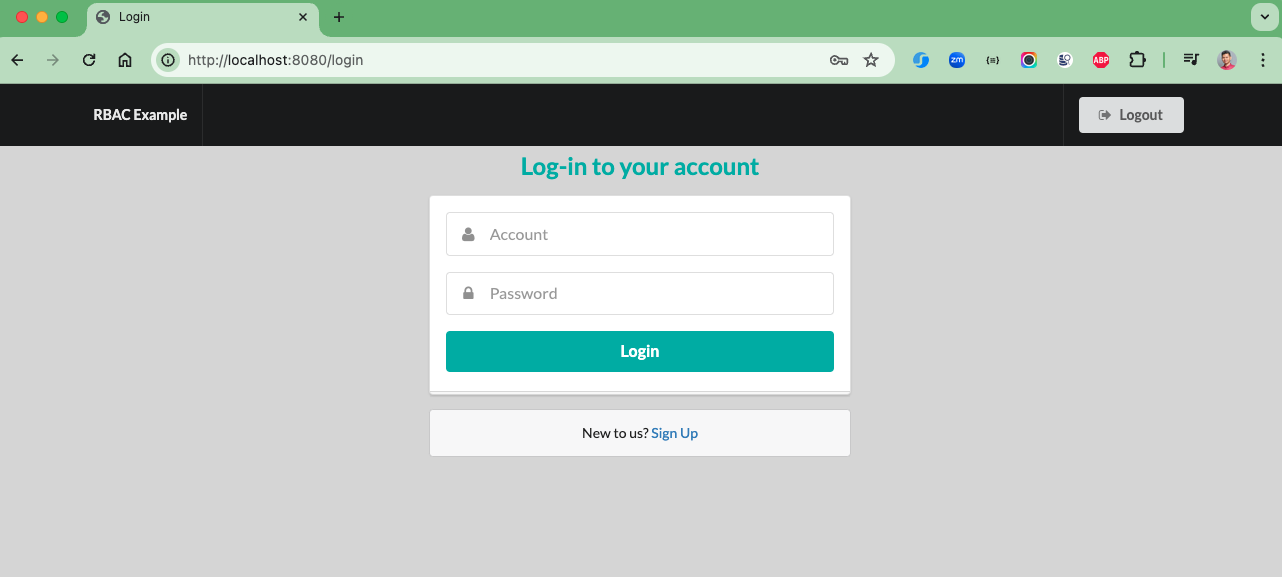 Login
http://localhost:8080/login
zm
ABP
RBAC Example
Logout
Log-in to your account
Account
Password
Login
New to us? Sign Up